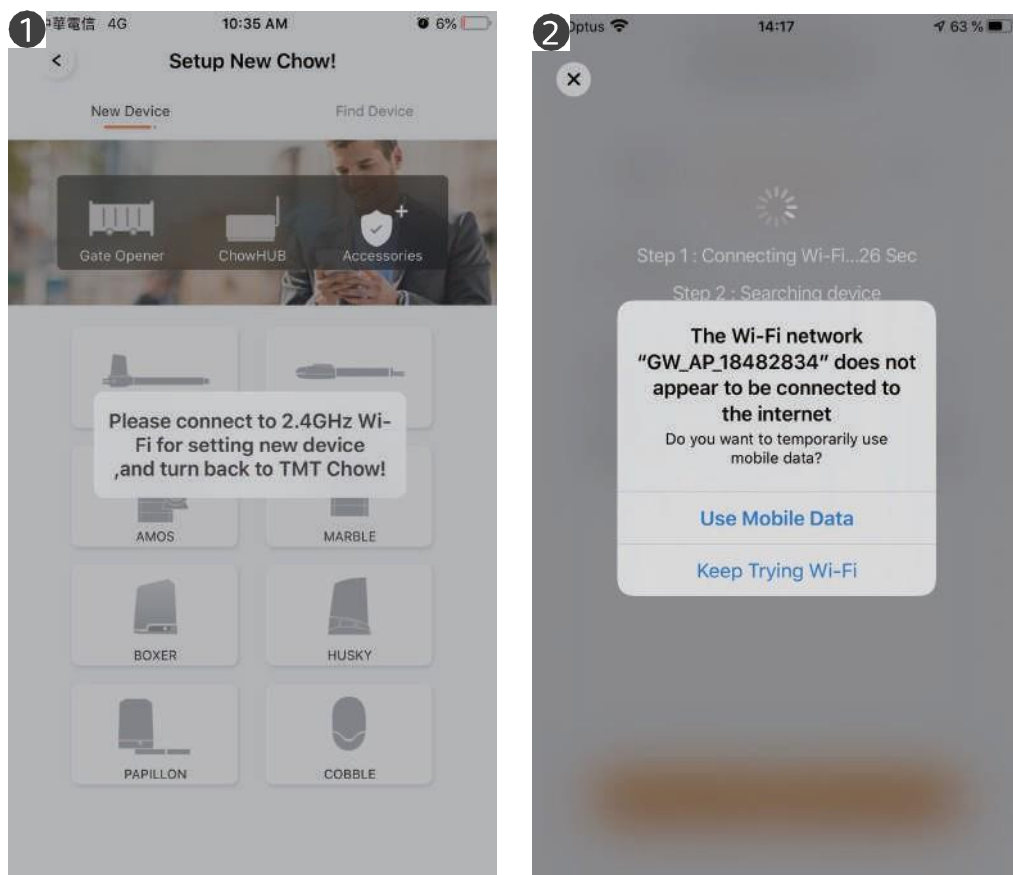 1
華電信 4G 10:35 AM 6%
Setup New Chow!
New Device Find Device
Gate Opener ChowHUB Accessories
Please connect to 2.4GHz Wi-
Fi for setting new device
,and turn back to TMT Chow!
AMOS MARBLE
BOXER HUSKY
PAPILLON COBBLE
2
ptus 14:17 63 %
Step 1 : Connecting Wi-Fi...26 Sec
Step 2 : Searching device
The Wi-Fi network
“GW_AP_18482834” does not
appear to be connected to
the internet
Do you want to temporarily use
mobile data?
Use Mobile Data
Keep Trying Wi-Fi